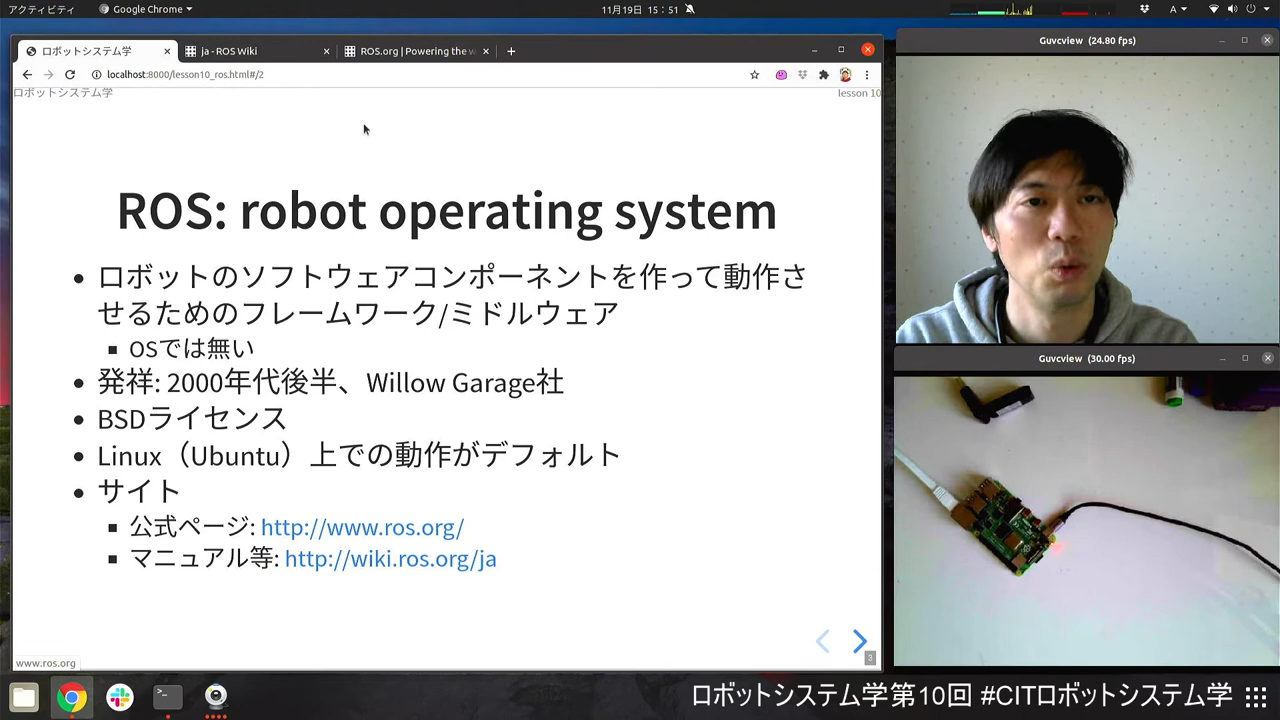 アクティビティ
Google Chrome
11月19日 15：51
A
ロボットシステム学
ja - ROS Wiki
ROS.org | Powering the w
localhost:8000/lesson10_ros.html#/2
ロボットシステム学
lesson 10
ROS: robot operating system
ロボットのソフトウェアコンポーネントを作って動作さ
せるためのフレームワーク/ミドルウェア
OSでは無い
発祥: 2000年代後半、Willow Garage社
BSDライセンス
Linux（Ubuntu）上での動作がデフォルト
サイト
公式ページ: http://www.ros.org/
マニュアル等: http://wiki.ros.org/ja
3
www.ros.org
Guvcview (24.80 fps)
Guvcview (30.00 fps)
ロボットシステム学第10回 #CITロボットシステム学